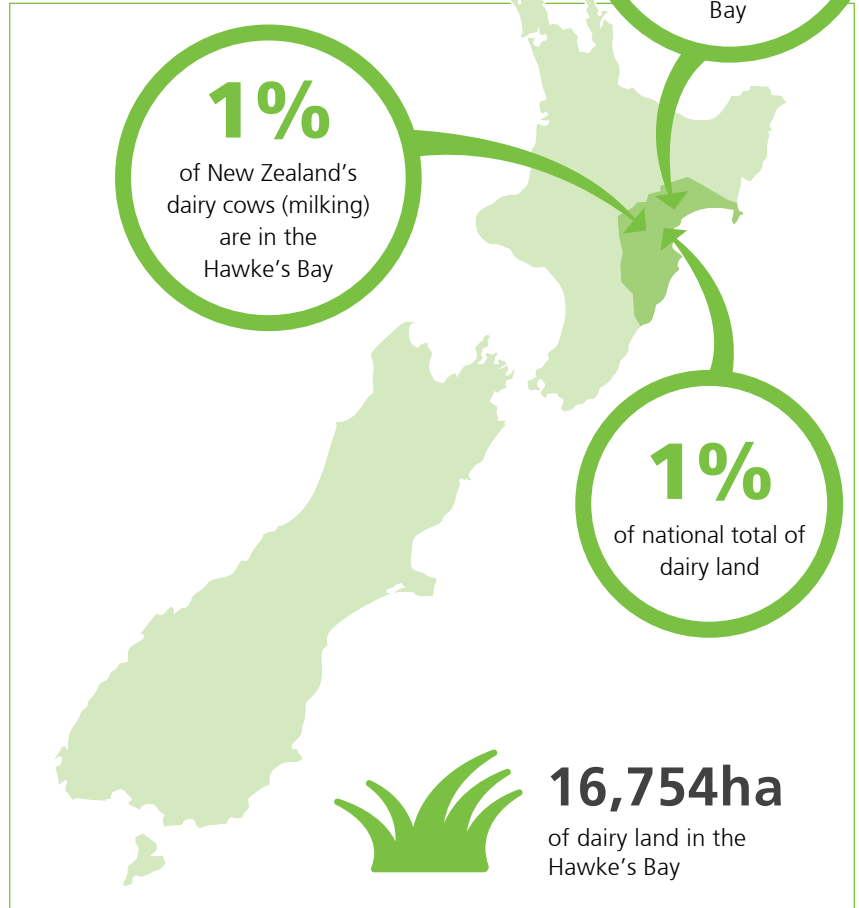 Bay
1%
of New Zealand's
dairy cows (milking)
are in the
Hawke's Bay
1%
of national total of
dairy land
16,754ha
of dairy land in the
Hawke's Bay